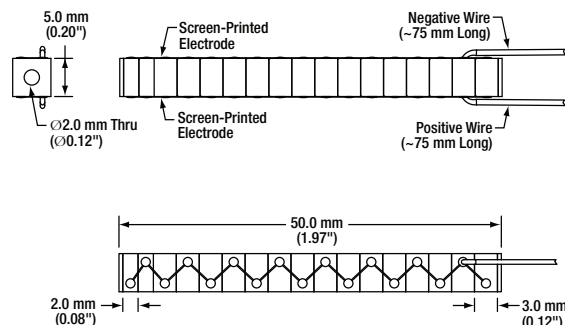 5.0 mm
(0.20")
Screen-Printed
Electrode
Negative Wire
(~75 mm Long)
Ø2.0 mm Thru
(Ø0.12")
Screen-Printed
Electrode
Positive Wire
(~75 mm Long)
50.0 mm
(1.97")
2.0 mm
(0.08")
3.0 mm
(0.12")